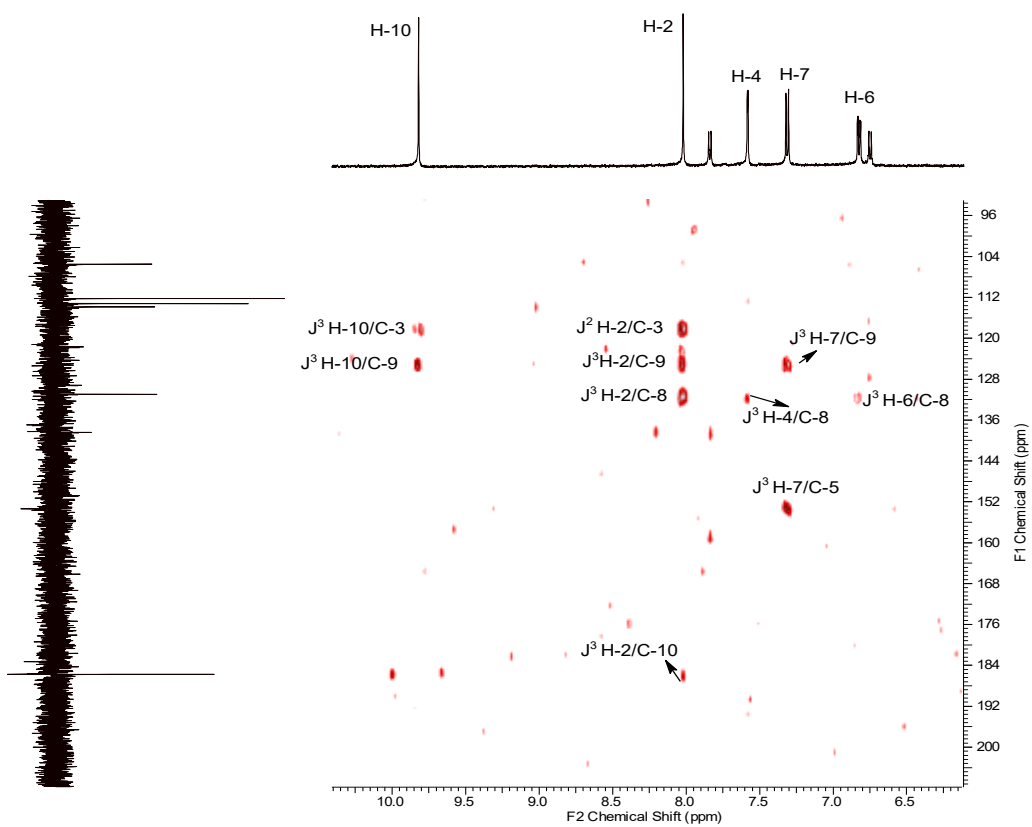 H-10
H-2
H-4
H-7
H-6
96
104
112
120
128
136
144
152
160
168
176
184
192
200
F1 Chemical Shift (ppm)
J³ H-10/C-3
J² H-2/C-3
J³ H-7/C-9
J³ H-10/C-9
J³H-2/C-9
J³ H-2/C-8
J³ H-6/C-8
J³ H-4/C-8
J³ H-7/C-5
J³ H-2/C-10
10.0
9.5
9.0
8.5
8.0
7.5
7.0
6.5
F2 Chemical Shift (ppm)